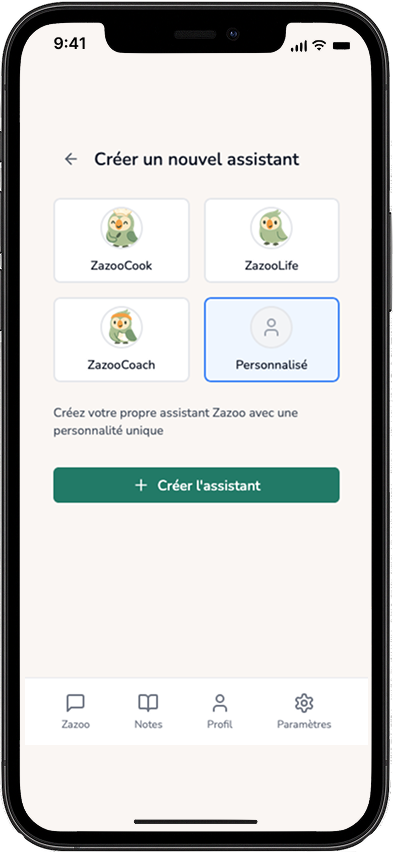 9:41
Créer un nouvel assistant
ZazooCook
ZazooLife
ZazooCoach
Personnalisé
Créez votre propre assistant Zazoo avec une
personnalité unique
Créer l'assistant
Zazoo
Notes
Profil
Paramètres